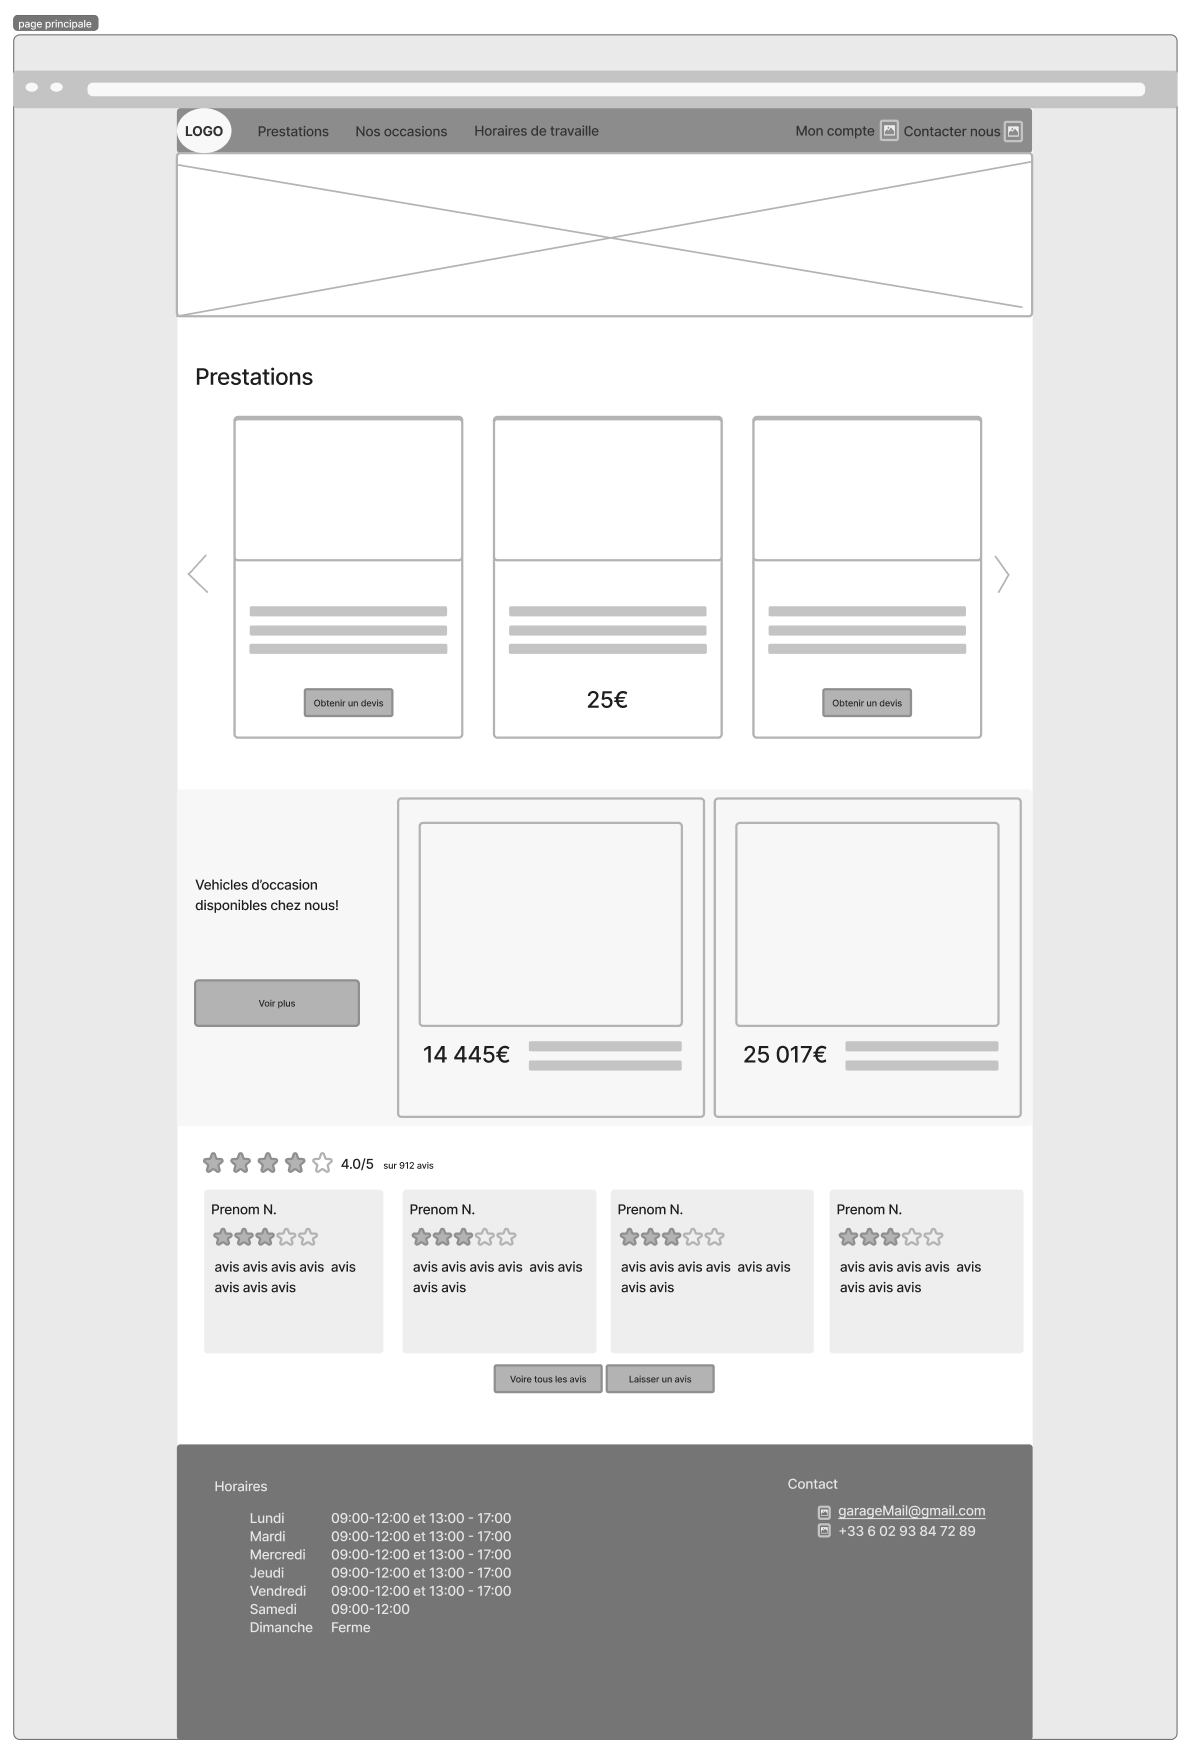 page principale
LOGO
Prestations
Nos occasions
Horaires de travaille
Mon compte
Contacter nous
Prestations
Obtenir un devis
25€
Obtenir un devis
Vehicles d'occasion
disponibles chez nous!
Voir plus
14 445€
25 017€
4.0/5 sur 912 avis
Prenom N.
avis avis avis avis  avis
avis avis avis
Prenom N.
avis avis avis avis  avis avis
avis avis
Prenom N.
avis avis avis avis  avis avis
avis avis
Prenom N.
avis avis avis avis  avis
avis avis avis
Voire tous les avis
Laisser un avis
Horaires
Lundi 09:00-12:00 et 13:00 - 17:00
Mardi 09:00-12:00 et 13:00 - 17:00
Mercredi 09:00-12:00 et 13:00 - 17:00
Jeudi 09:00-12:00 et 13:00 - 17:00
Vendredi 09:00-12:00 et 13:00 - 17:00
Samedi 09:00-12:00
Dimanche Ferme
Contact
garageMail@gmail.com
+33 6 02 93 84 72 89